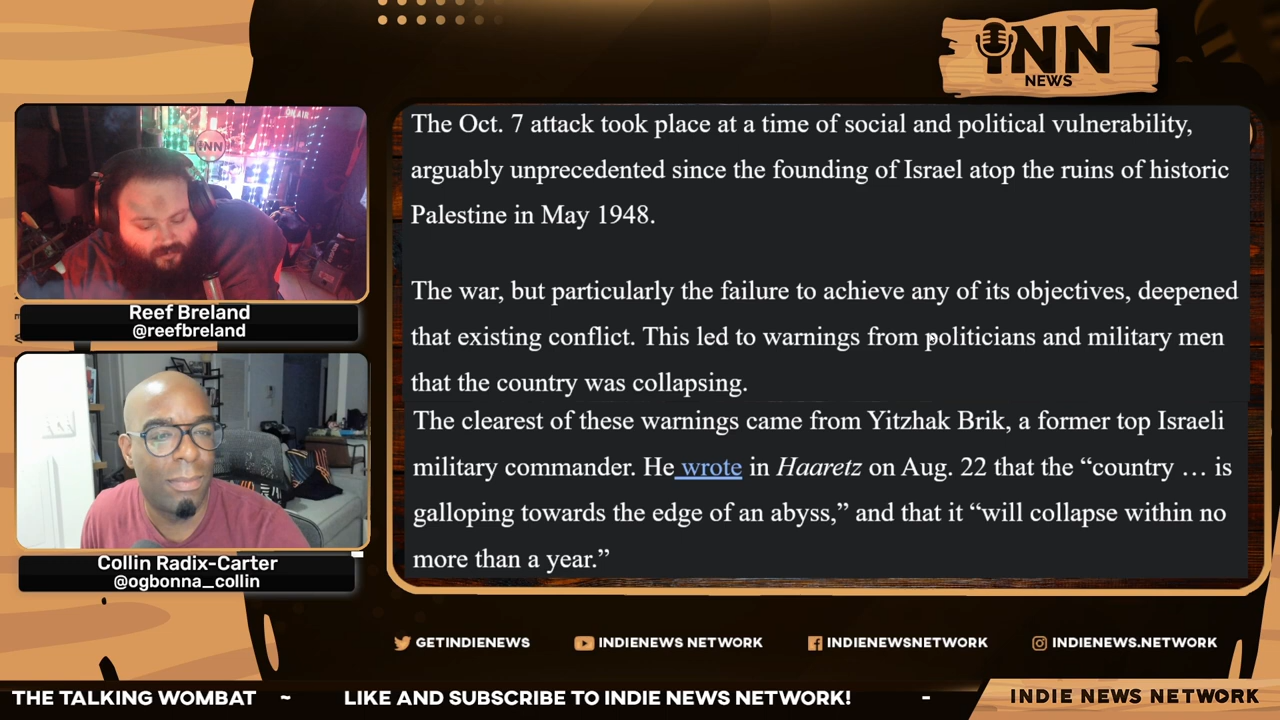 INN
NEWS
INN
The Oct. 7 attack took place at a time of social and political vulnerability,
arguably unprecedented since the founding of Israel atop the ruins of historic
Palestine in May 1948.
The war, but particularly the failure to achieve any of its objectives, deepened
that existing conflict. This led to warnings from politicians and military men
that the country was collapsing.
The clearest of these warnings came from Yitzhak Brik, a former top Israeli
military commander. He wrote in Haaretz on Aug. 22 that the “country … is
galloping towards the edge of an abyss,” and that it “will collapse within no
more than a year.”
Reef Breland
@reefbreland
Collin Radix-Carter
@ogbonna_collin
GETINDIENEWS
INDIENEWS NETWORK
INDIENEWSNETWORK
INDIENEWS.NETWORK
THE TALKING WOMBAT ~ LIKE AND SUBSCRIBE TO INDIE NEWS NETWORK! -
INDIE NEWS NETWORK